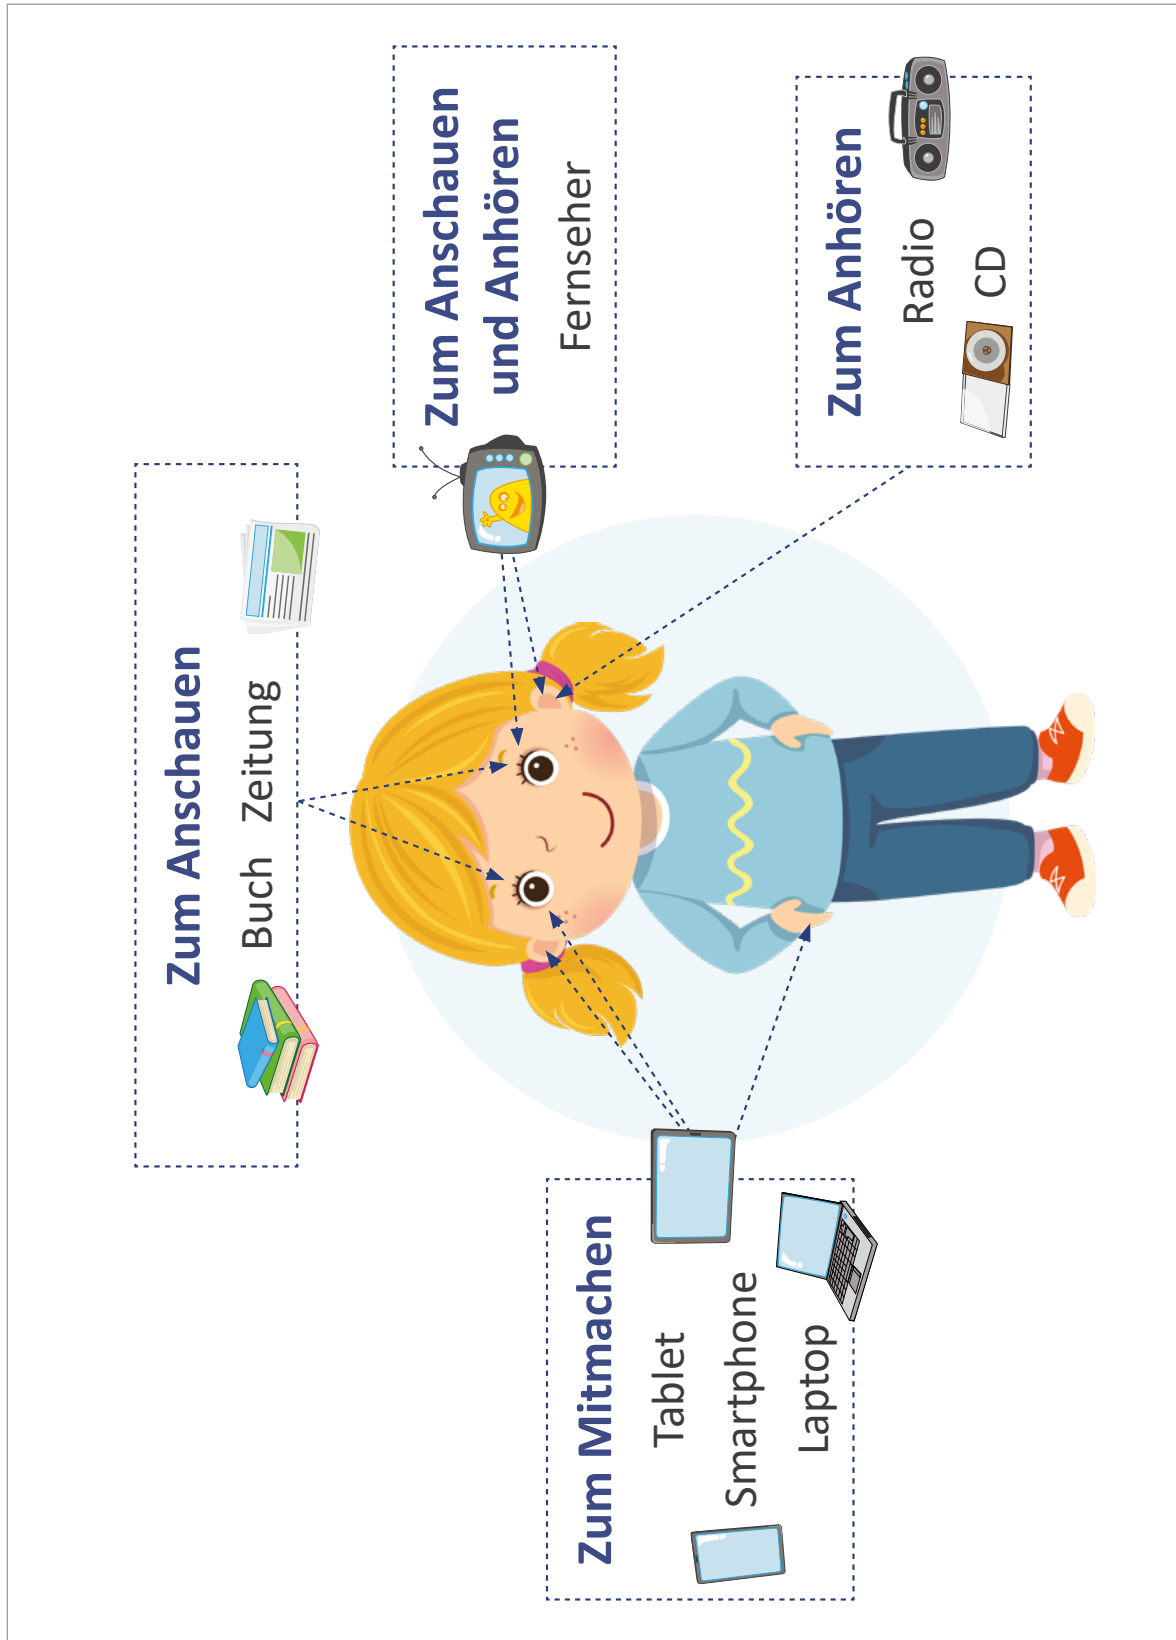 Zum Anschauen
Buch Zeitung
Zum Anschauen
und Anhören
Fernseher
Zum Mitmachen
Tablet
Smartphone
Laptop
Zum Anhören
Radio
CD